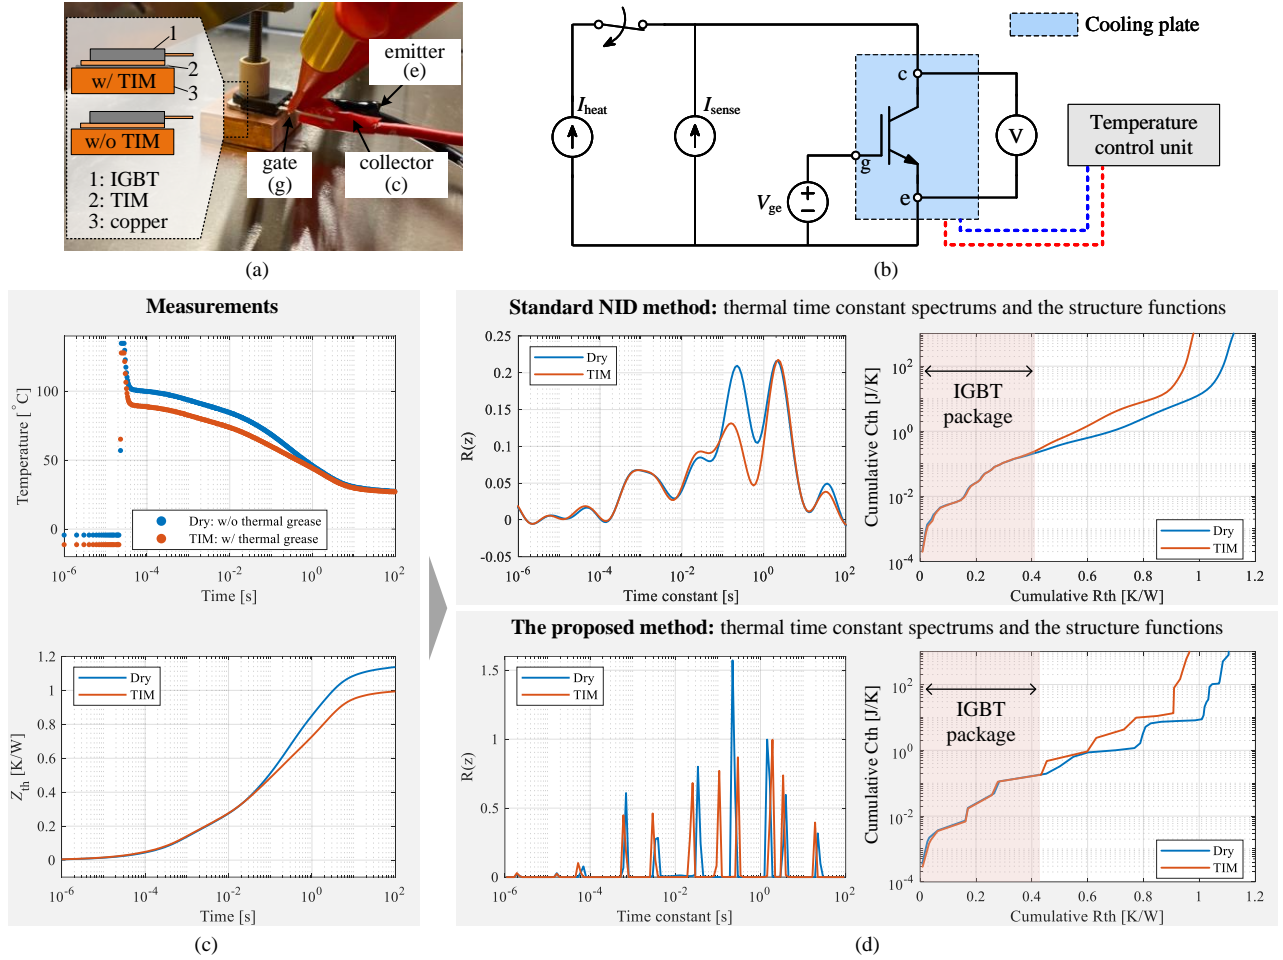 1
2
w/ TIM
3
w/o TIM
1: IGBT
2: TIM
3: copper
emitter
(e)
gate
(g)
collector
(c)
(a)
Cooling plate
I_heat
I_sense
c
g
e
V
V_ge
Temperature
control unit
(b)
Measurements
Temperature [°C]
100
50
0
Dry: w/o thermal grease
TIM: w/ thermal grease
10^-6 10^-4 10^-2 10^0 10^2
Time [s]
Z_th [K/W]
1.2
1
0.8
0.6
0.4
0.2
0
Dry
TIM
10^-6 10^-4 10^-2 10^0 10^2
Time [s]
(c)
Standard NID method: thermal time constant spectrums and the structure functions
R(z)
0.25
0.20
0.15
0.1
0.05
0
-0.05
Dry
TIM
10^-6 10^-4 10^-2 10^0 10^2
Time constant [s]
Cumulative Cth [J/K]
10^2
10^0
10^-2
10^-4
IGBT
package
Dry
TIM
0 0.2 0.4 0.6 0.8 1 1.2
Cumulative Rth [K/W]
The proposed method: thermal time constant spectrums and the structure functions
R(z)
1.5
1
0.5
0
Dry
TIM
10^-6 10^-4 10^-2 10^0 10^2
Time constant [s]
Cumulative Cth [J/K]
10^2
10^0
10^-2
10^-4
IGBT
package
Dry
TIM
0 0.2 0.4 0.6 0.8 1 1.2
Cumulative Rth [K/W]
(d)